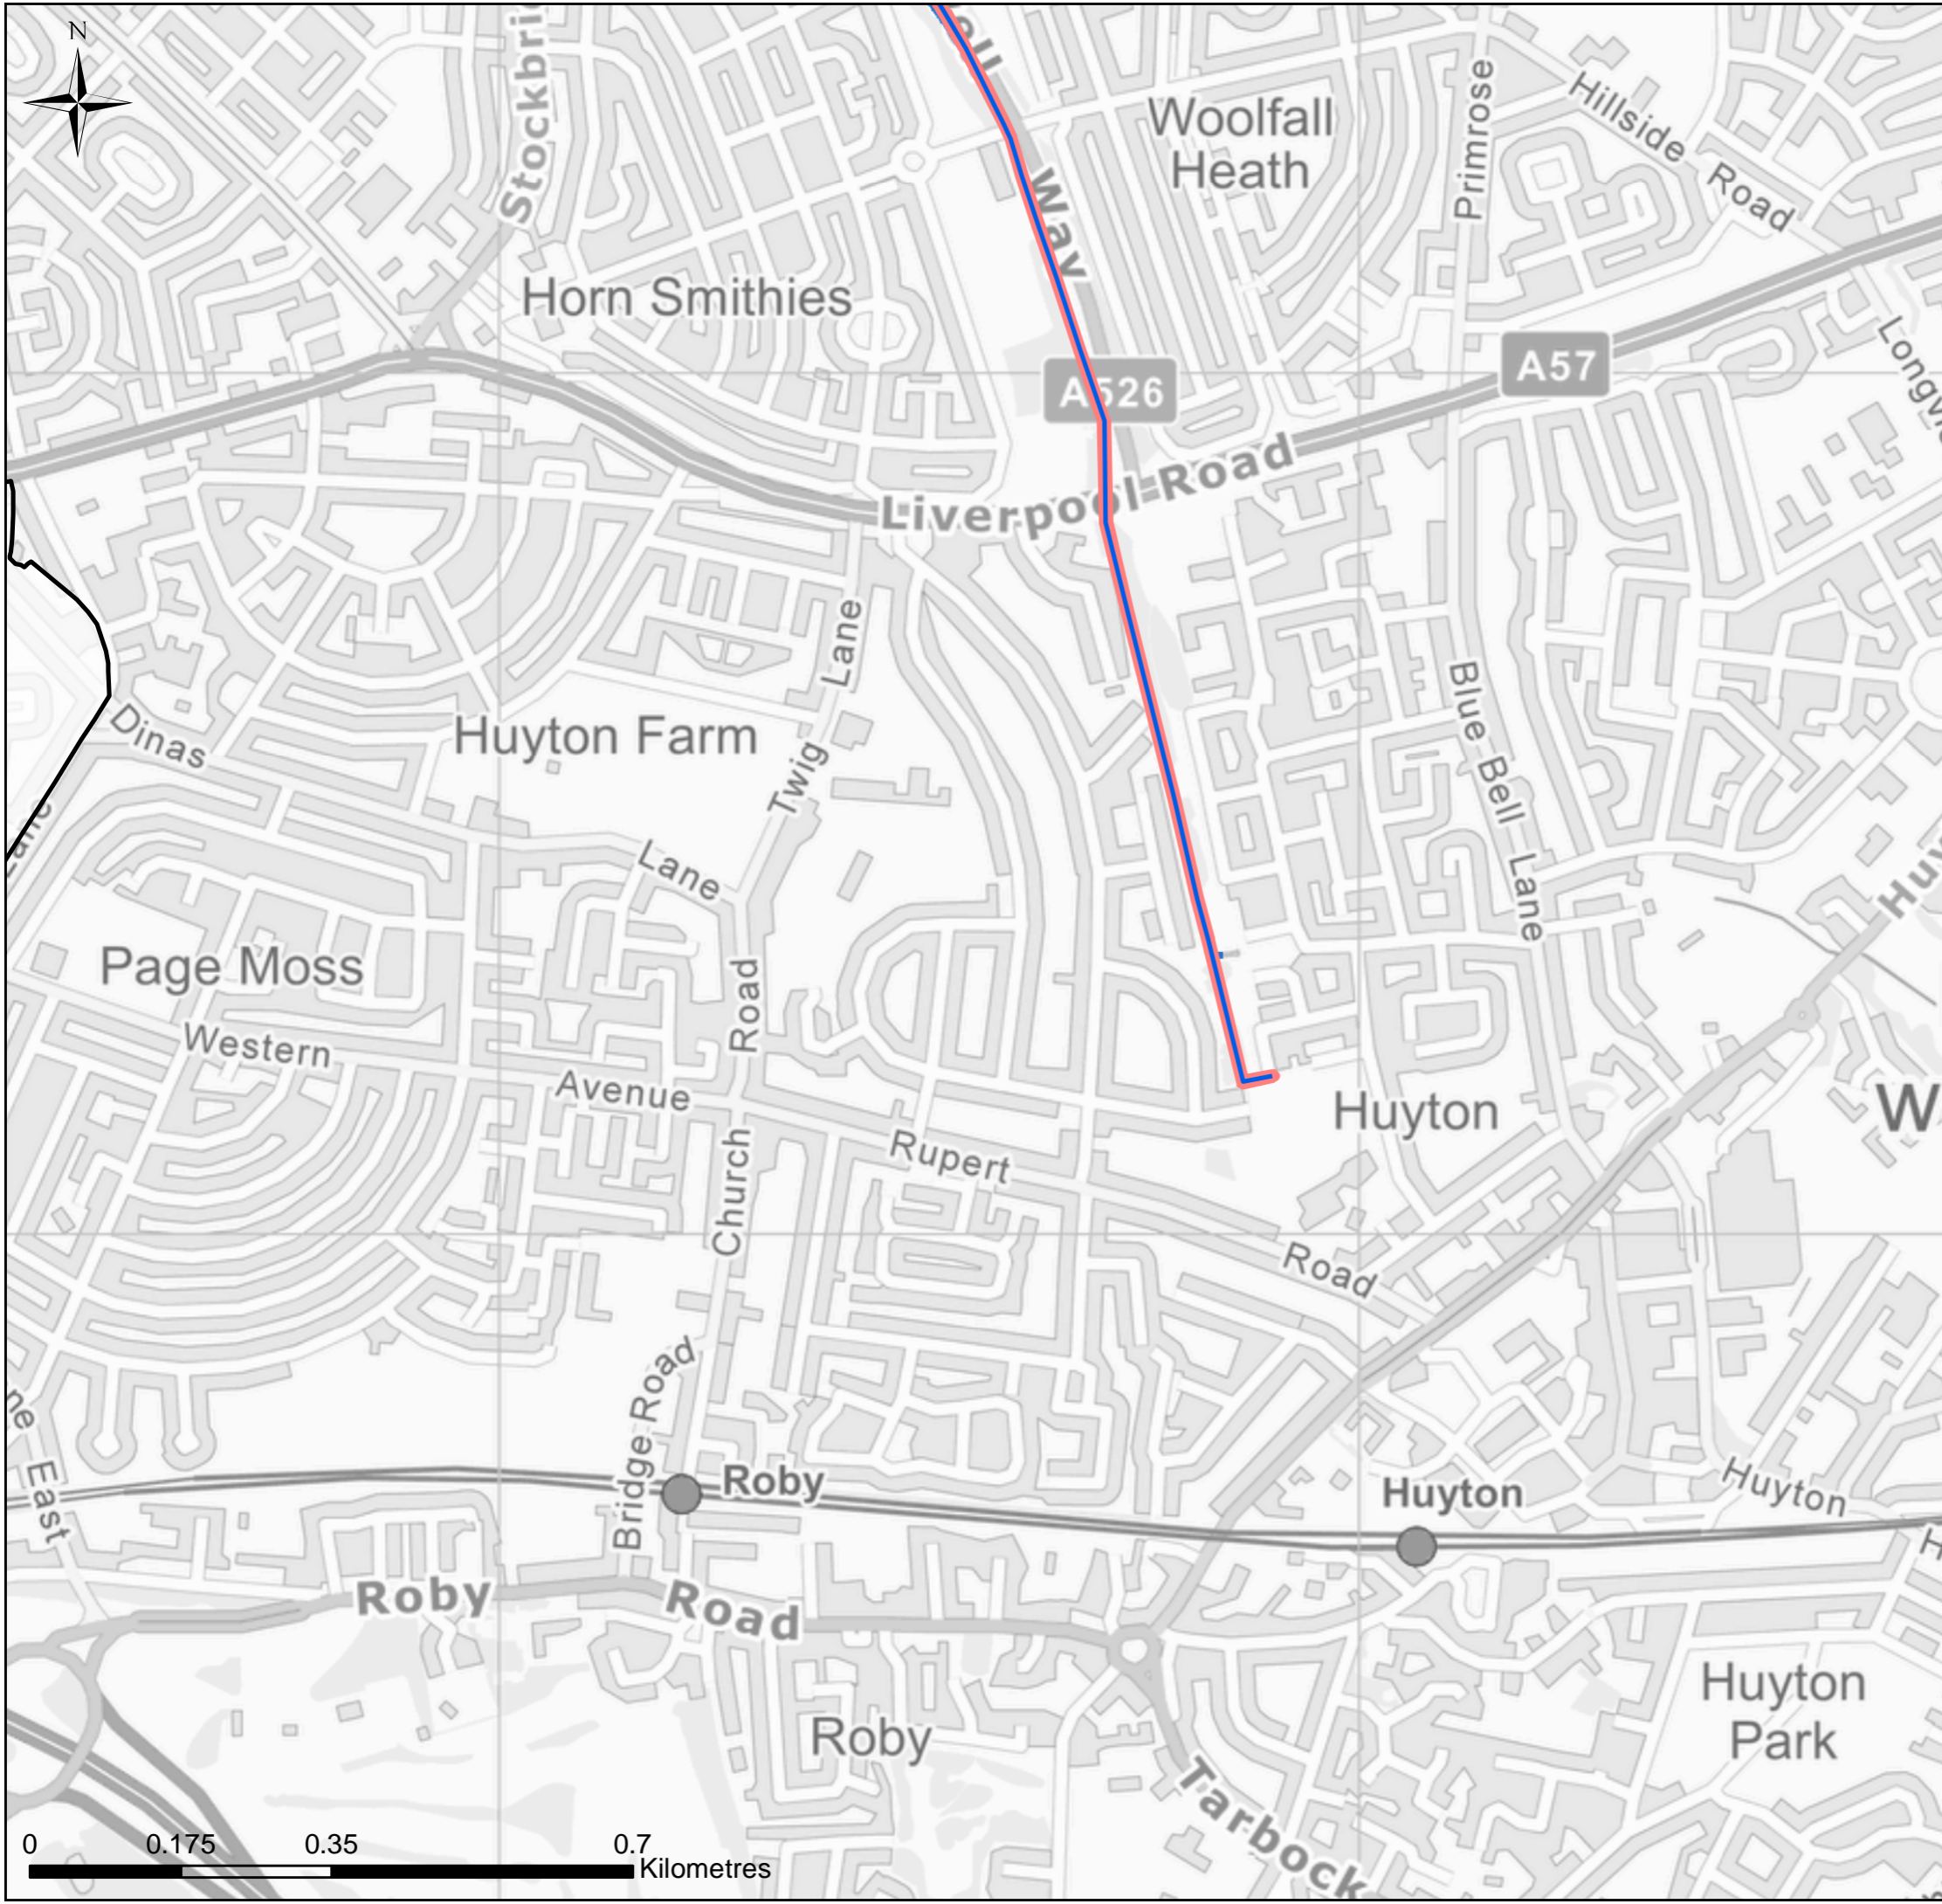 N
Woolfall
Heath
Primrose
Hillside Road
Way
Horn Smithies
A57
A526
Liverpool Road
Huyton Farm
Dinas
Lane
Twig
Lane
Blue Bell Lane
Page Moss
Road
Western
Avenue
Huyton
Rupert
Church
Road
Bridge Road
Roby
Huyton
Huyton
East
Roby Road
Huyton
Park
Roby
Tarbock
0 0.175 0.35 0.7
Kilometres